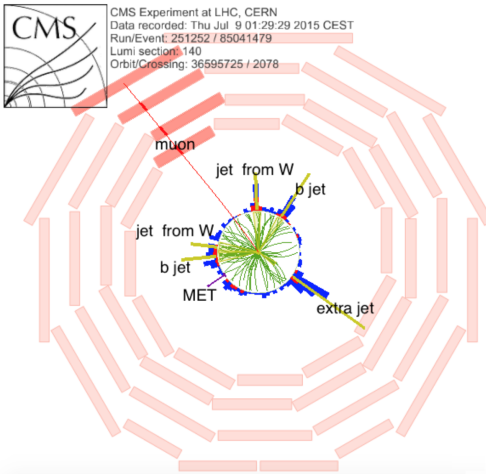 CMS
CMS Experiment at LHC, CERN
Data recorded: Thu Jul 9 01:29:29 2015 CEST
Run/Event: 251252 / 85041479
Lumi section: 140
Orbit/Crossing: 36595725 / 2078
muon
jet from W
b jet
jet from W
b jet
MET
extra jet